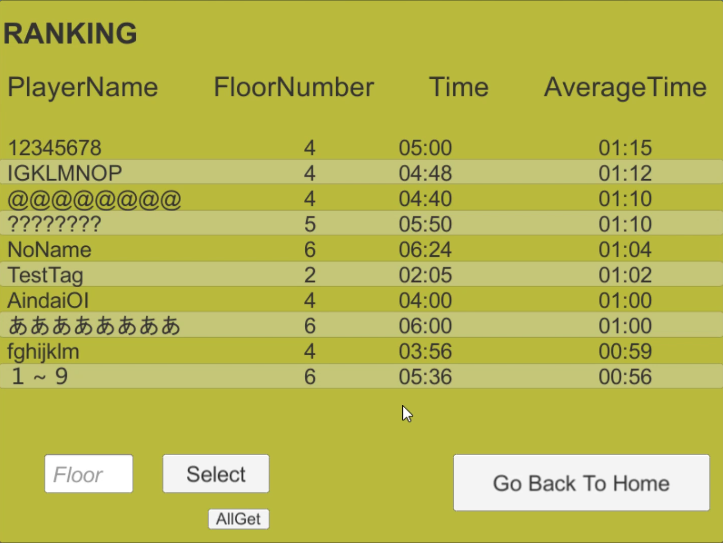 RANKING
PlayerName FloorNumber Time AverageTime
12345678 4 05:00 01:15
IGKLMNOP 4 04:48 01:12
@@@@@@@@ 4 04:40 01:10
???????? 5 05:50 01:10
NoName 6 06:24 01:04
TestTag 2 02:05 01:02
AindaiOI 4 04:00 01:00
ああああああああ 6 06:00 01:00
fghijklm 4 03:56 00:59
1 ~ 9 6 05:36 00:56
Floor Select Go Back To Home
AllGet